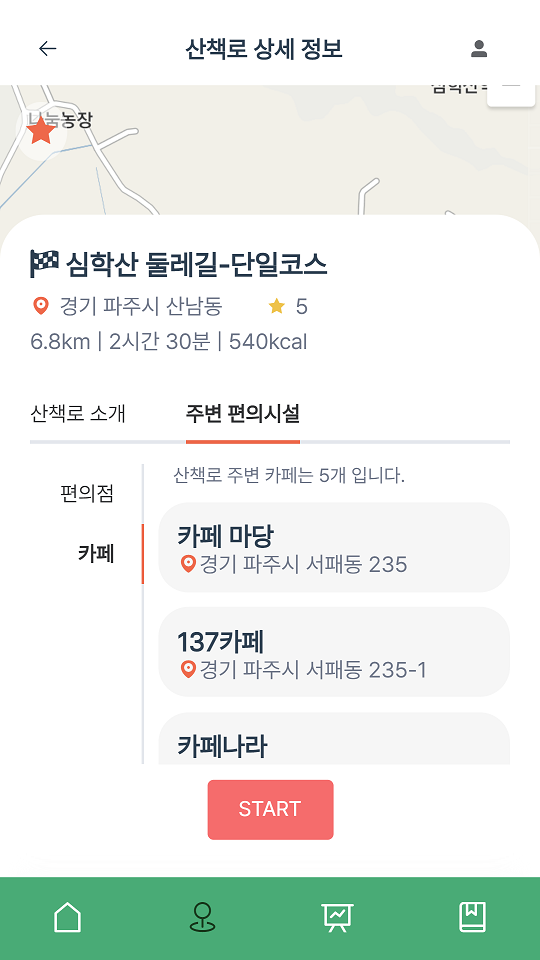 산책로 상세 정보
나눔농장
🏁 심학산 둘레길-단일코스
경기 파주시 산남동
5
6.8km | 2시간 30분 | 540kcal
산책로 소개
주변 편의시설
편의점
카페
산책로 주변 카페는 5개 입니다.
카페 마당
경기 파주시 서패동 235
137카페
경기 파주시 서패동 235-1
카페나라
START